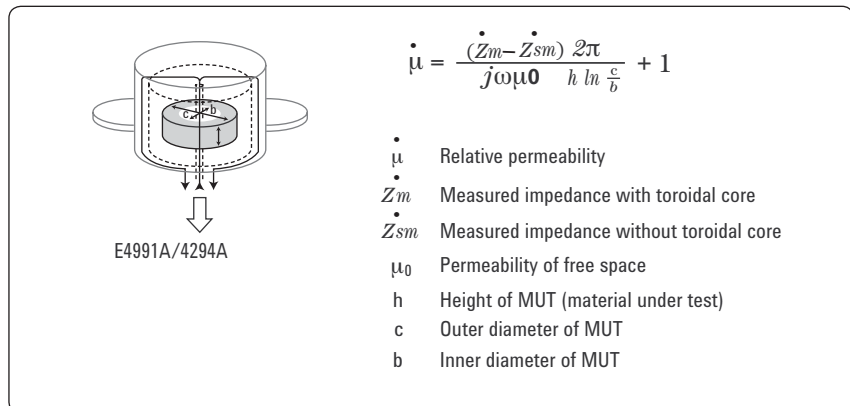 c b
E4991A/4294A
μ̇ = (Żm–Żsm) 2π / jωμ0 h ln c/b + 1
μ̇ Relative permeability
Żm Measured impedance with toroidal core
Żsm Measured impedance without toroidal core
μ0 Permeability of free space
h Height of MUT (material under test)
c Outer diameter of MUT
b Inner diameter of MUT